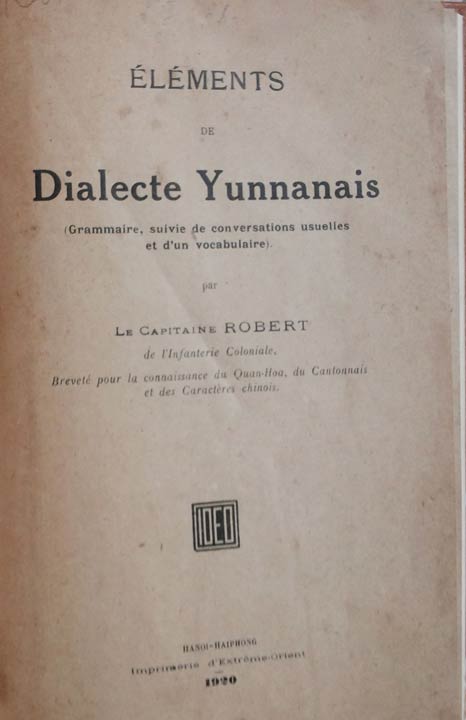 ÉLÉMENTS
DE
Dialecte Yunnanais
(Grammaire, suivie de conversations usuelles
et d'un vocabulaire).
par
LE CAPITAINE ROBERT
de l'Infanterie Coloniale,
Breveté pour la connaissance du Quan-Hoa, du Cantonnais
et des Caractères chinois.
IDEO
HANOI-HAIPHONG
Imprimerie d'Extrême-Orient
1920